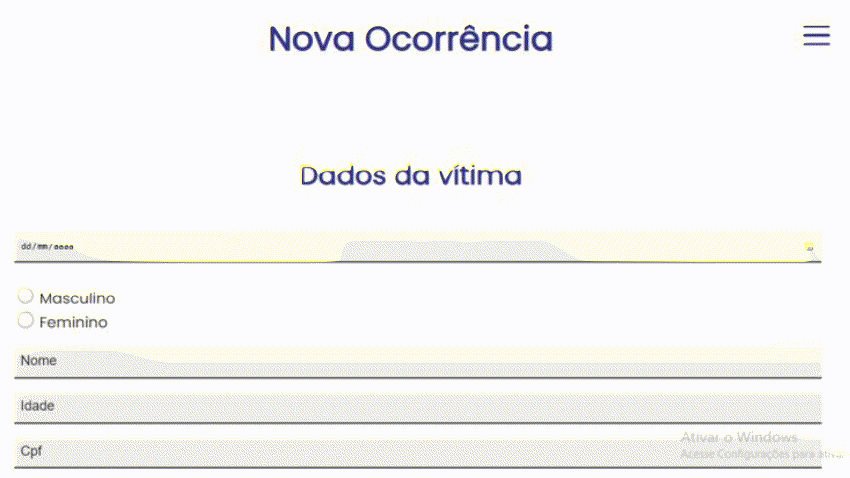 Nova Ocorrência
Dados da vítima
dd/mm/aaaa
Masculino
Feminino
Nome
Idade
Cpf
Ativar o Windows
Acesse Configurações para ativ...